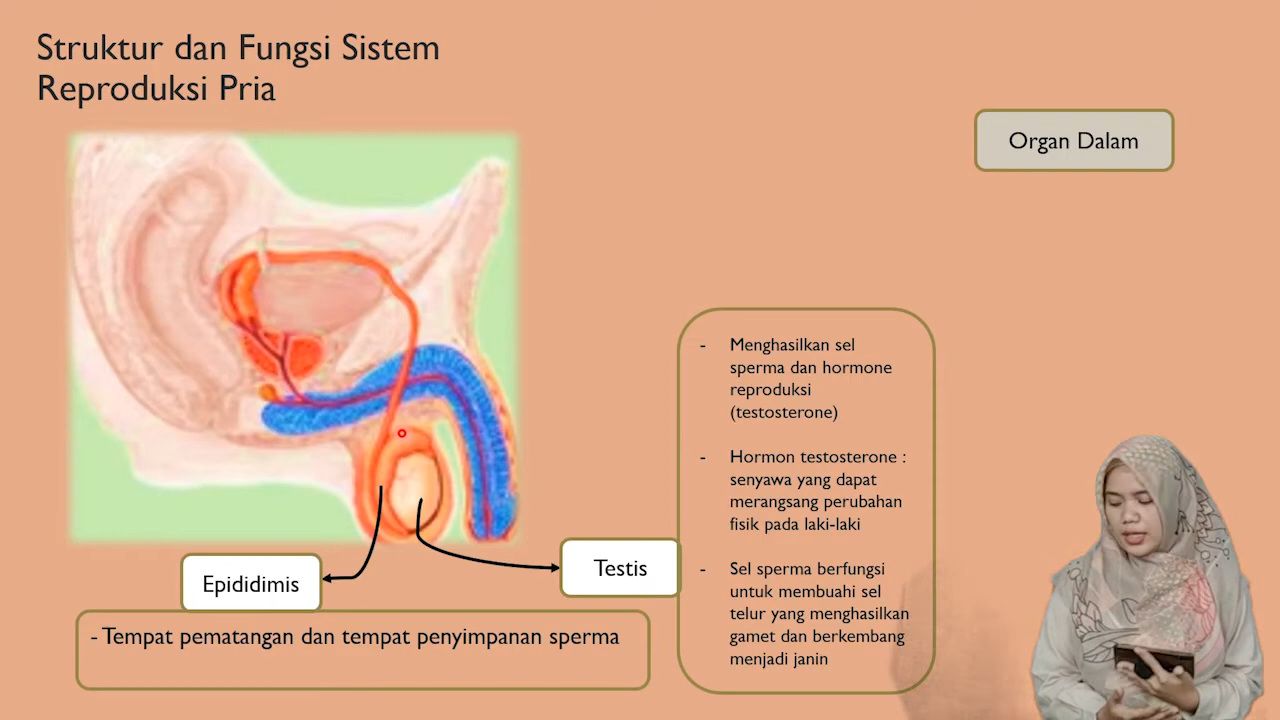 Struktur dan Fungsi Sistem
Reproduksi Pria
Organ Dalam
- Menghasilkan sel
sperma dan hormone
reproduksi
(testosterone)
- Hormon testosterone :
senyawa yang dapat
merangsang perubahan
fisik pada laki-laki
- Sel sperma berfungsi
untuk membuahi sel
telur yang menghasilkan
gamet dan berkembang
menjadi janin
Testis
Epididimis
- Tempat pematangan dan tempat penyimpanan sperma